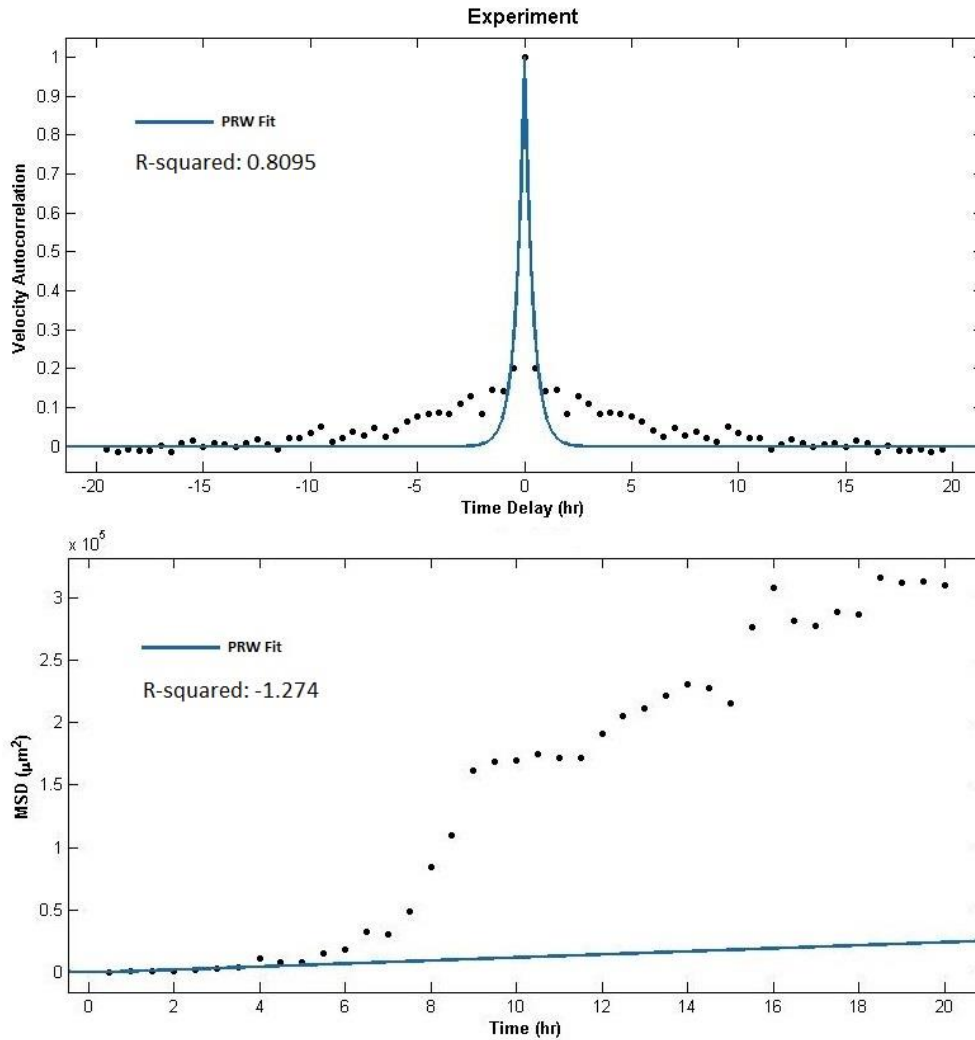 Experiment
1
0.9
0.8
0.7
0.6
0.5
0.4
0.3
0.2
0.1
0
Velocity Autocorrelation
PRW Fit
R-squared: 0.8095
-20 -15 -10 -5 0 5 10 15 20
Time Delay (hr)
x 10⁵
3
2.5
2
1.5
1
0.5
0
MSD (μm²)
PRW Fit
R-squared: -1.274
0 2 4 6 8 10 12 14 16 18 20
Time (hr)